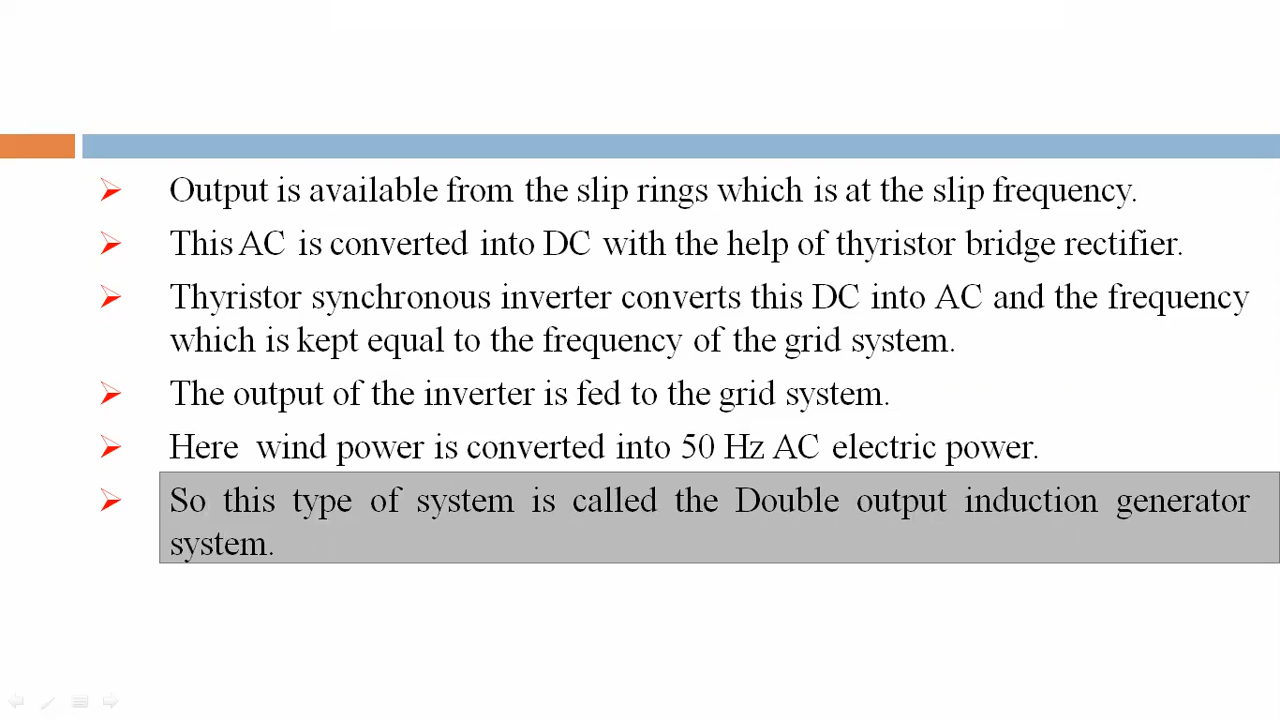 Output is available from the slip rings which is at the slip frequency.
This AC is converted into DC with the help of thyristor bridge rectifier.
Thyristor synchronous inverter converts this DC into AC and the frequency
which is kept equal to the frequency of the grid system.
The output of the inverter is fed to the grid system.
Here wind power is converted into 50 Hz AC electric power.
So this type of system is called the Double output induction generator
system.